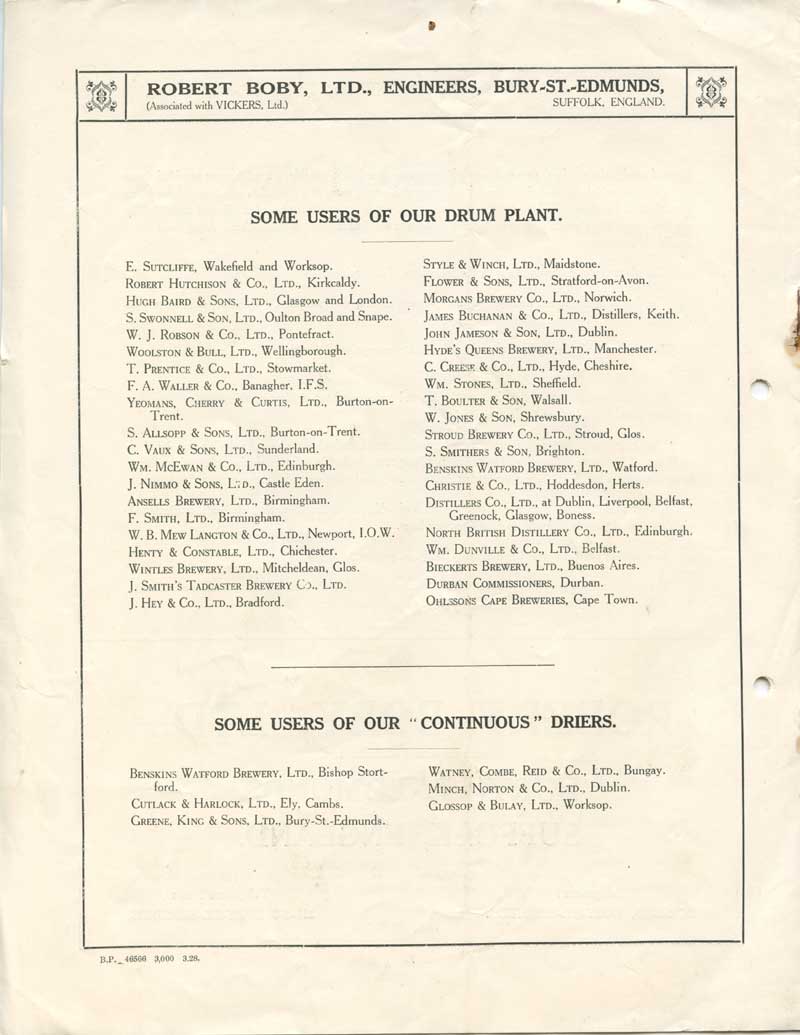 ROBERT BOBY, LTD., ENGINEERS, BURY-ST.-EDMUNDS,
(Associated with VICKERS, Ltd.)
SUFFOLK, ENGLAND.
SOME USERS OF OUR DRUM PLANT.
E. SUTCLIFFE, Wakefield and Worksop.
ROBERT HUTCHISON & CO., LTD., Kirkcaldy.
HUGH BAIRD & SONS, LTD., Glasgow and London.
S. SWONNELL & SON, LTD., Oulton Broad and Snape.
W. J. ROBSON & CO., LTD., Pontefract.
WOOLSTON & BULL, LTD., Wellingborough.
T. PRENTICE & CO., LTD., Stowmarket.
F. A. WALLER & CO., Banagher, I.F.S.
YEOMANS, CHERRY & CURTIS, LTD., Burton-on-
Trent.
S. ALLSOPP & SONS, LTD., Burton-on-Trent.
C. VAUX & SONS, LTD., Sunderland.
WM. MCEWAN & CO., LTD., Edinburgh.
J. NIMMO & SONS, LTD., Castle Eden.
ANSELLS BREWERY, LTD., Birmingham.
F. SMITH, LTD., Birmingham.
W. B. MEW LANGTON & CO., LTD., Newport, I.O.W.
HENTY & CONSTABLE, LTD., Chichester.
WINTLES BREWERY, LTD., Mitcheldean, Glos.
J. SMITH'S TADCASTER BREWERY CO., LTD.
J. HEY & CO., LTD., Bradford.
STYLE & WINCH, LTD., Maidstone.
FLOWER & SONS, LTD., Stratford-on-Avon.
MORGANS BREWERY CO., LTD., Norwich.
JAMES BUCHANAN & CO., LTD., Distillers, Keith.
JOHN JAMESON & SON, LTD., Dublin.
HYDE'S QUEENS BREWERY, LTD., Manchester.
C. CREESE & CO., LTD., Hyde, Cheshire.
WM. STONES, LTD., Sheffield.
T. BOULTER & SON, Walsall.
W. JONES & SON, Shrewsbury.
STROUD BREWERY CO., LTD., Stroud, Glos.
S. SMITHERS & SON, Brighton.
BENSKINS WATFORD BREWERY, LTD., Watford.
CHRISTIE & CO., LTD., Hoddesdon, Herts.
DISTILLERS CO., LTD., at Dublin, Liverpool, Belfast,
Greenock, Glasgow, Boness.
NORTH BRITISH DISTILLERY CO., LTD., Edinburgh.
WM. DUNVILLE & CO., LTD., Belfast.
BIECKERTS BREWERY, LTD., Buenos Aires.
DURBAN COMMISSIONERS, Durban.
OHLSSONS CAPE BREWERIES, Cape Town.
SOME USERS OF OUR "CONTINUOUS" DRIERS.
BENSKINS WATFORD BREWERY, LTD., Bishop Stort-
ford.
CUTLACK & HARLOCK, LTD., Ely, Cambs.
GREENE, KING & SONS, LTD., Bury-St.-Edmunds.
WATNEY, COMBE, REID & CO., LTD., Bungay.
MINCH, NORTON & CO., LTD., Dublin.
GLOSSOP & BULAY, LTD., Worksop.
B.P._46566 3,000 3.28.